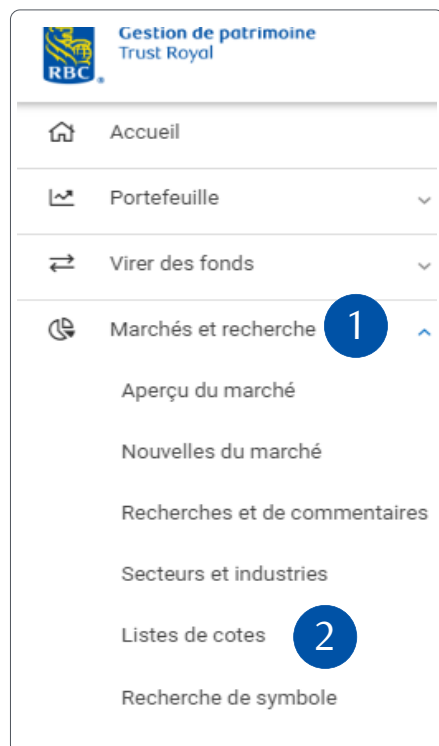 Gestion de patrimoine
Trust Royal
RBC®
Accueil
Portefeuille
Virer des fonds
Marchés et recherche 1
Aperçu du marché
Nouvelles du marché
Recherches et de commentaires
Secteurs et industries
Listes de cotes 2
Recherche de symbole